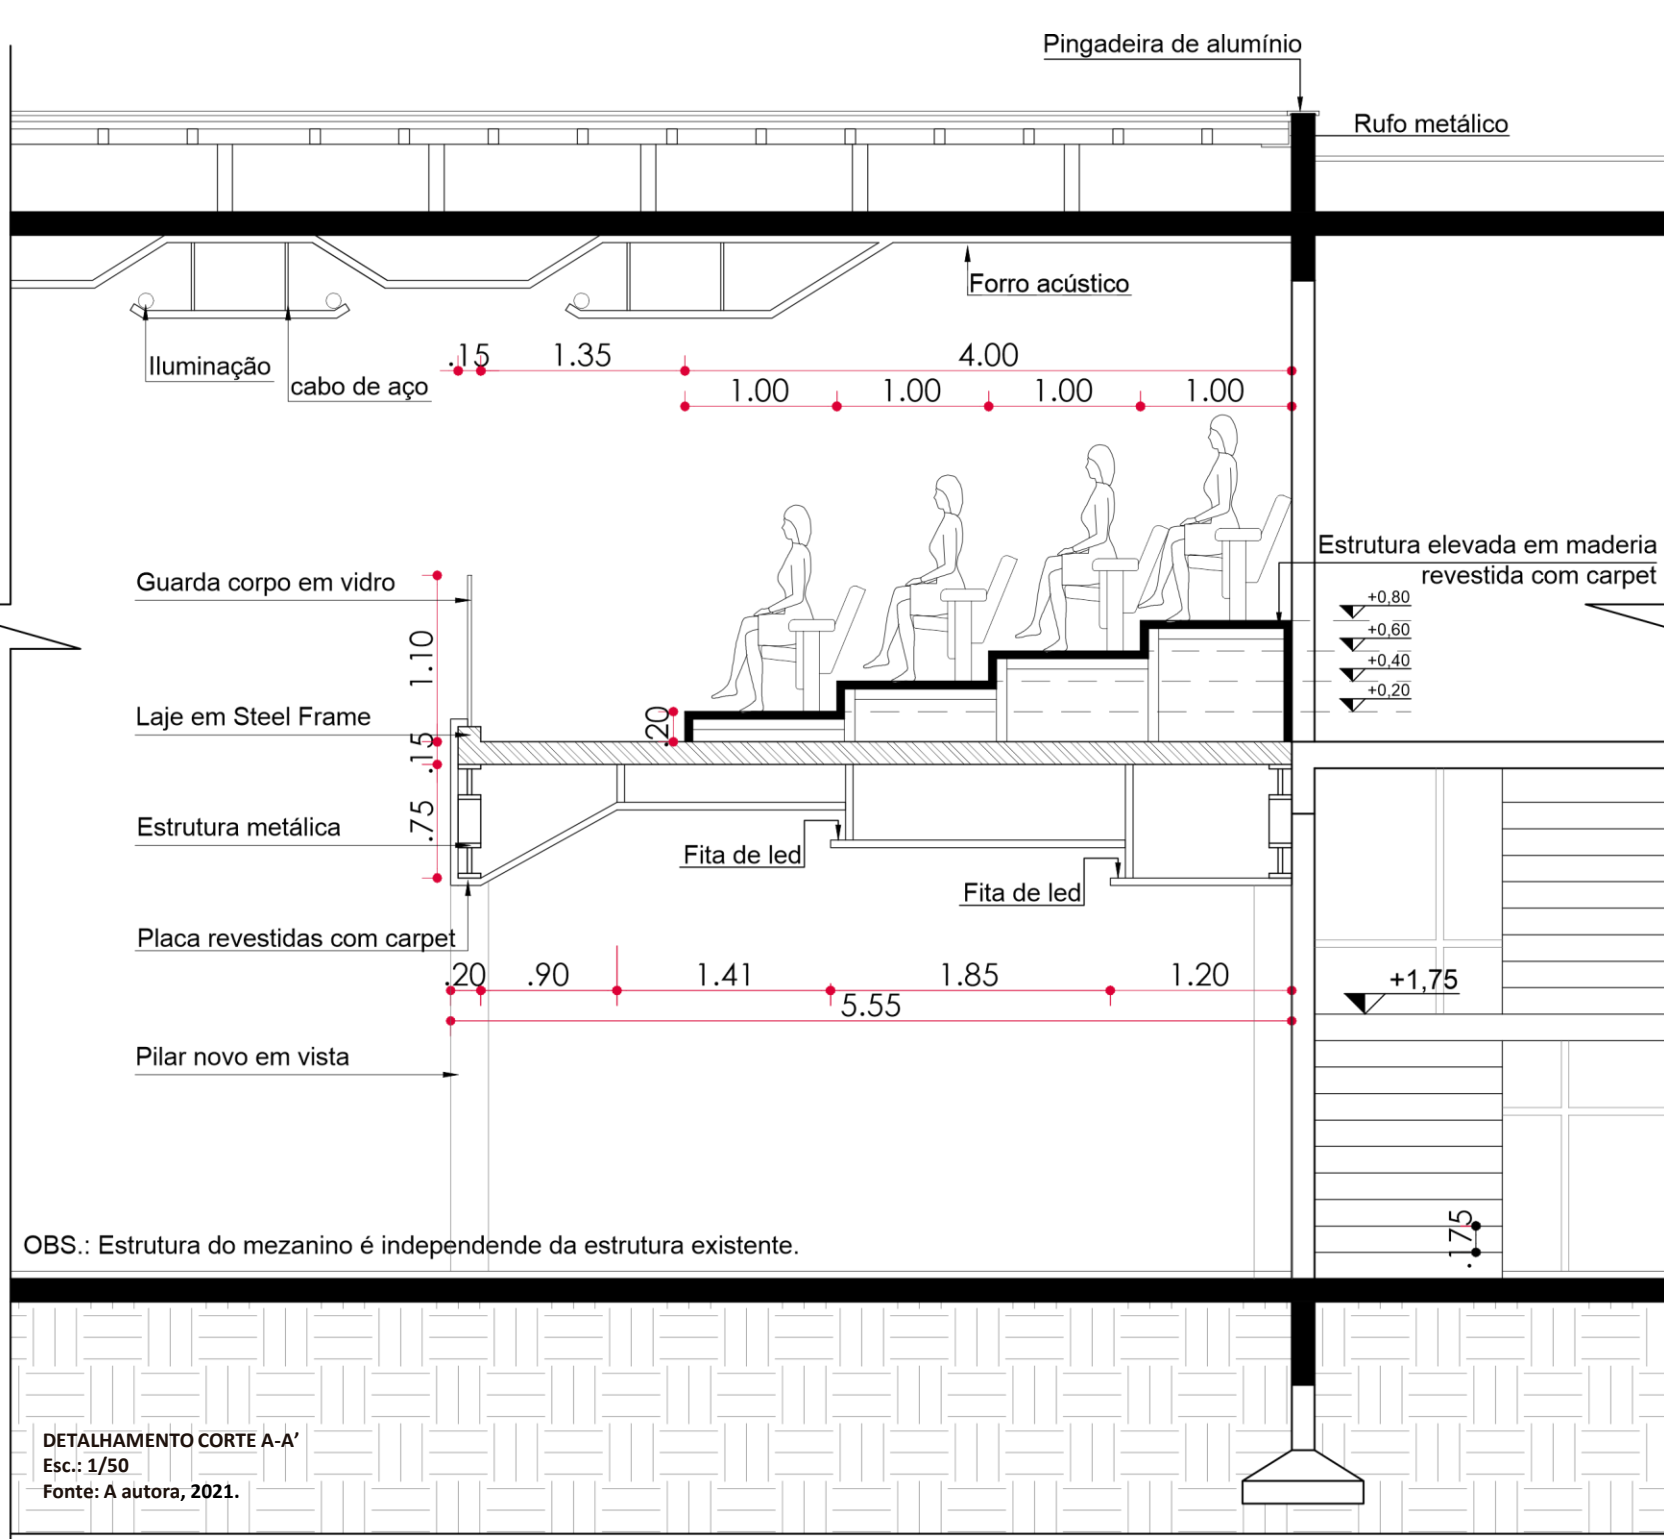 Pingadeira de alumínio
Rufo metálico
Forro acústico
Iluminação
cabo de aço
.15
1.35
4.00
1.00
1.00
1.00
1.00
Estrutura elevada em maderia
revestida com carpet
Guarda corpo em vidro
+0,80
+0,60
+0,40
+0,20
1.10
Laje em Steel Frame
.20
.15
.75
Estrutura metálica
Fita de led
Fita de led
Placa revestidas com carpet
.20
.90
1.41
1.85
1.20
+1,75
5.55
Pilar novo em vista
.175
OBS.: Estrutura do mezanino é independende da estrutura existente.
DETALHAMENTO CORTE A-A’
Esc.: 1/50
Fonte: A autora, 2021.